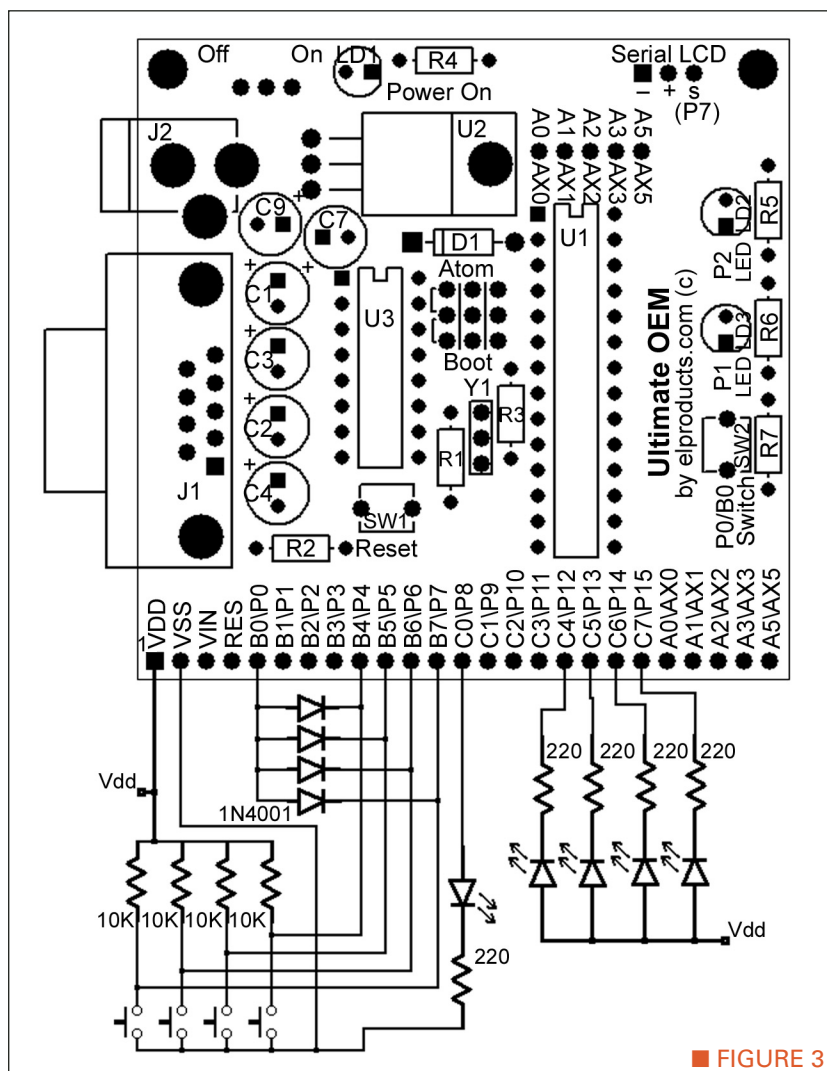 Off
On
LD1
R4
Power On
Serial LCD
- + s
(P7)
J2
U2
A0
A1
A2
A3
A5
AX0
AX1
AX2
AX3
AX5
C9
+
C7
+
D1
U1
LD2
P2
LED
R5
+
C1
U3
Atom
Boot
LD3
P1
LED
R6
+
C3
Y1
R3
Ultimate OEM
by elproducts.com (c)
+
C2
R1
SW2
R7
P0/B0
Switch
J1
+
C4
SW1
Reset
R2
1
VDD
VSS
VIN
RES
B0\P0
B1\P1
B2\P2
B3\P3
B4\P4
B5\P5
B6\P6
B7\P7
C0\P8
C1\P9
C2\P10
C3\P11
C4\P12
C5\P13
C6\P14
C7\P15
A0\AX0
A1\AX1
A2\AX2
A3\AX3
A5\AX5
220 220 220 220
Vdd
1N4001
10K 10K 10K 10K
Vdd
220
■ FIGURE 3